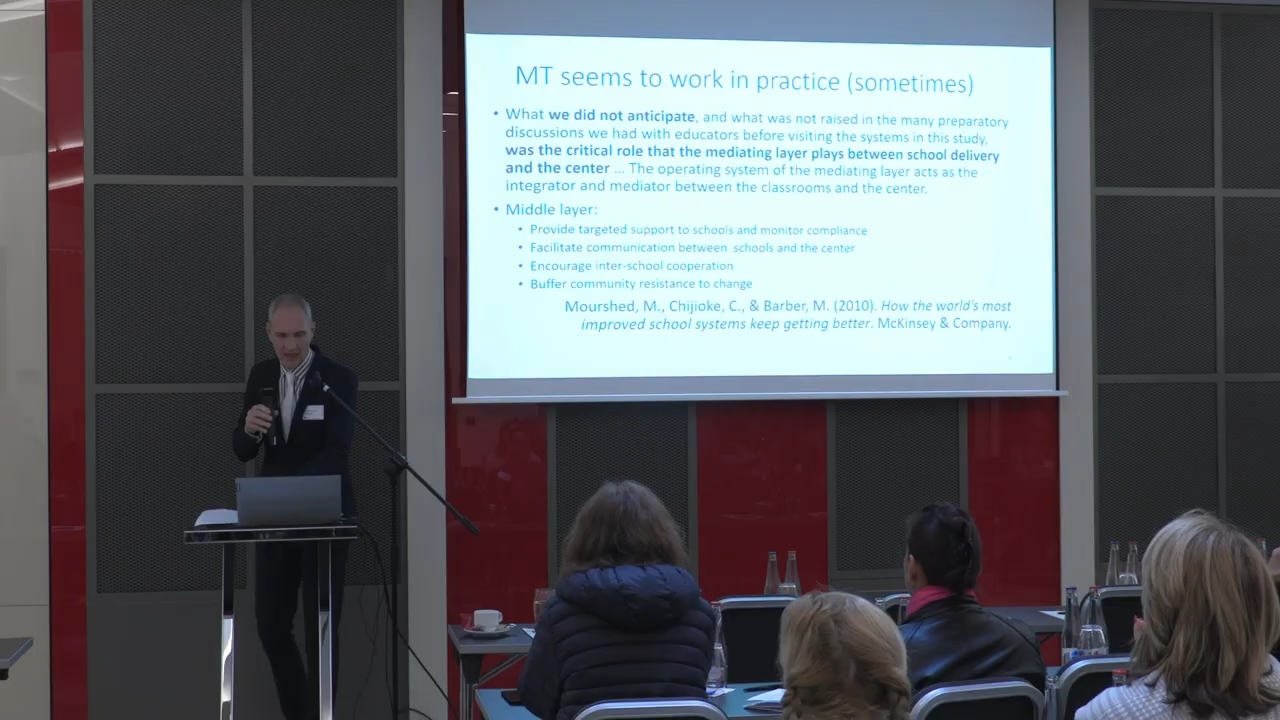 MT seems to work in practice (sometimes)
• What we did not anticipate, and what was not raised in the many preparatory
discussions we had with educators before visiting the systems in this study,
was the critical role that the mediating layer plays between school delivery
and the center ... The operating system of the mediating layer acts as the
integrator and mediator between the classrooms and the center.
• Middle layer:
• Provide targeted support to schools and monitor compliance
• Facilitate communication between schools and the center
• Encourage inter-school cooperation
• Buffer community resistance to change
Mourshed, M., Chijioke, C., & Barber, M. (2010). How the world's most
improved school systems keep getting better. McKinsey & Company.